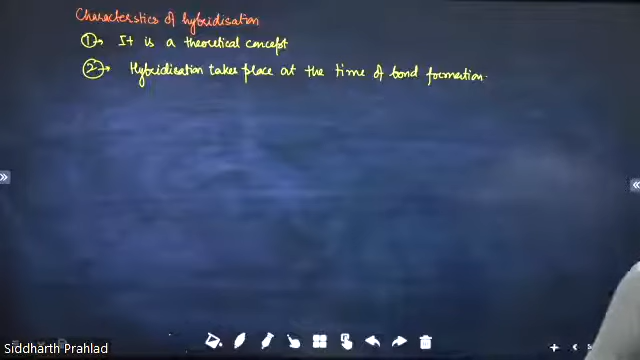 Characterstics of hybridisation
① → It is a theoretical concept
② → Hybridisation takes place at the time of bond formation.
Siddharth Prahlad